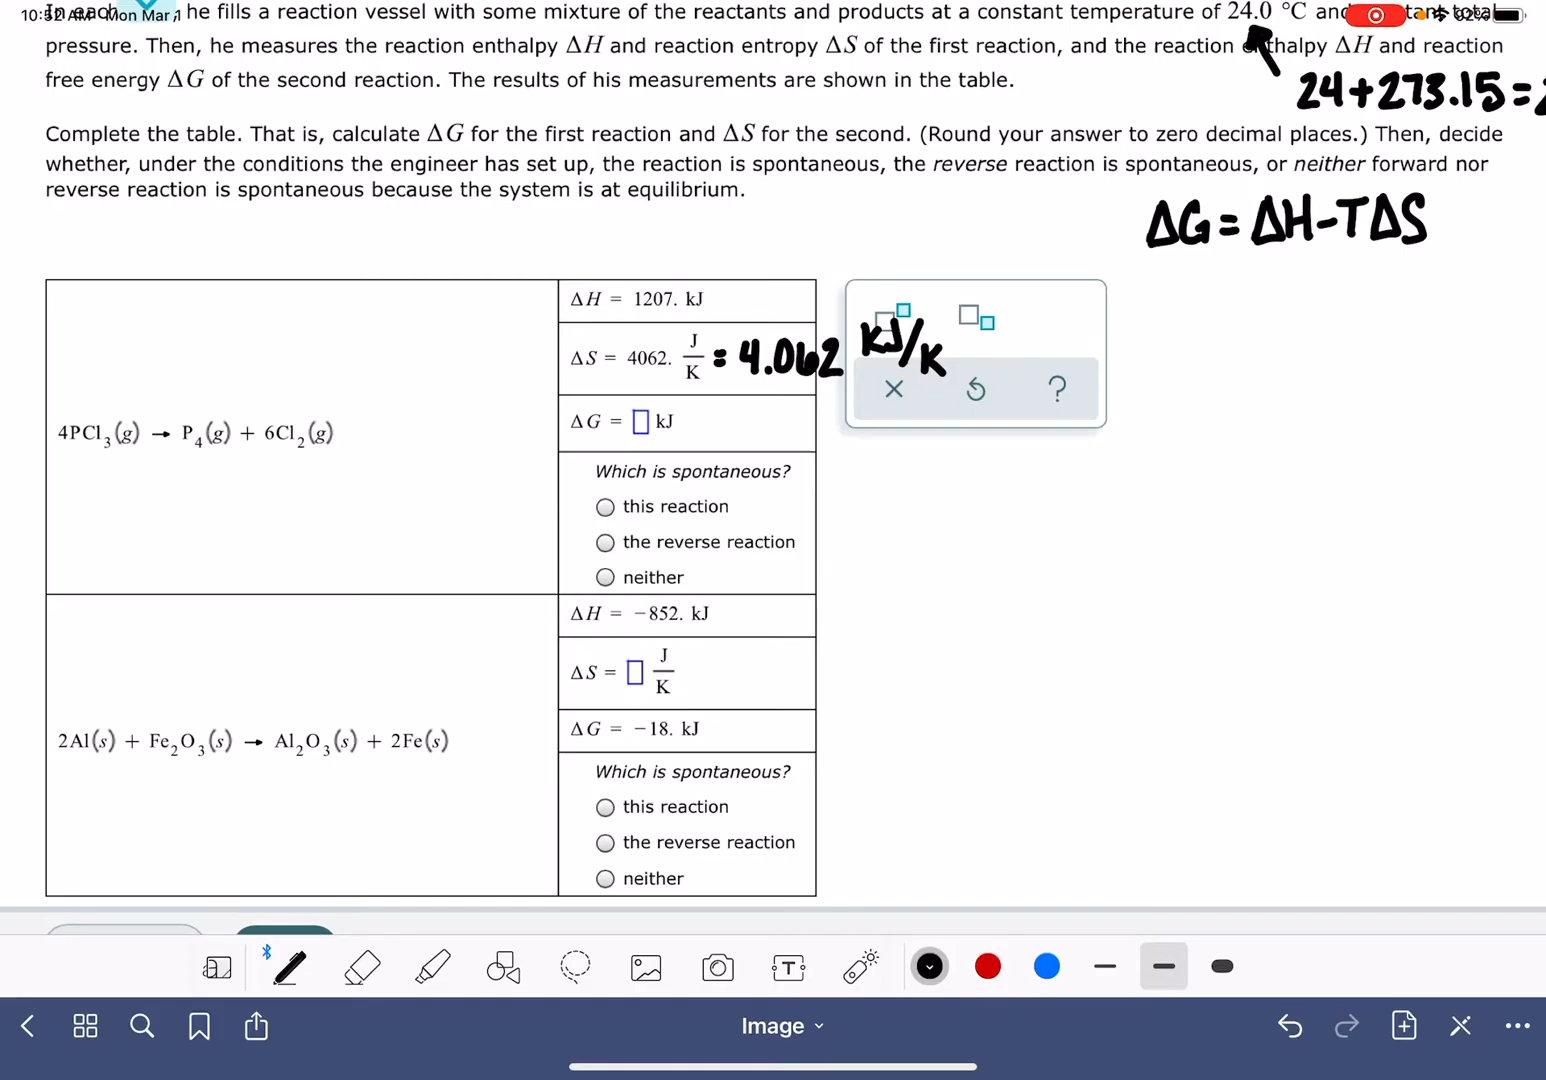 10:52 AM Mon Mar 1
he fills a reaction vessel with some mixture of the reactants and products at a constant temperature of 24.0 °C and
92%
pressure. Then, he measures the reaction enthalpy ΔH and reaction entropy ΔS of the first reaction, and the reaction enthalpy ΔH and reaction
free energy ΔG of the second reaction. The results of his measurements are shown in the table.
24+273.15=
Complete the table. That is, calculate ΔG for the first reaction and ΔS for the second. (Round your answer to zero decimal places.) Then, decide
whether, under the conditions the engineer has set up, the reaction is spontaneous, the reverse reaction is spontaneous, or neither forward nor
reverse reaction is spontaneous because the system is at equilibrium.
ΔG = ΔH-TΔS
4PCl₃(g) → P₄(g) + 6Cl₂(g)
ΔH = 1207. kJ
ΔS = 4062. J/K = 4.062 kJ/K
ΔG = kJ
Which is spontaneous?
this reaction
the reverse reaction
neither
2Al(s) + Fe₂O₃(s) → Al₂O₃(s) + 2Fe(s)
ΔH = −852. kJ
ΔS = J/K
ΔG = −18. kJ
Which is spontaneous?
this reaction
the reverse reaction
neither
?
a
T
Image